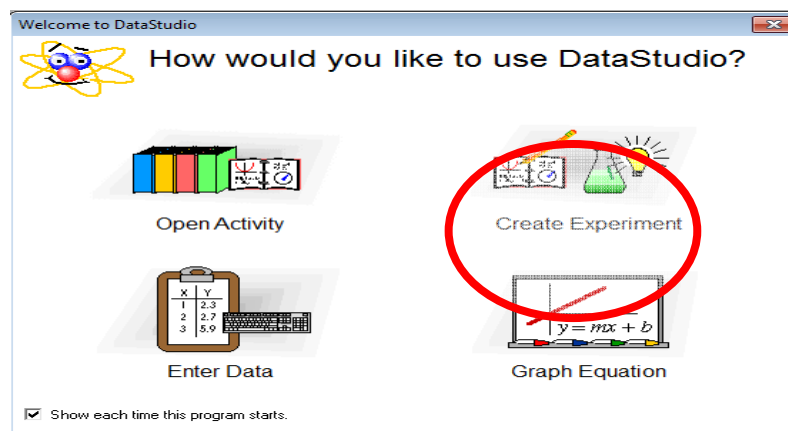 Welcome to DataStudio
How would you like to use DataStudio?
Open Activity
Create Experiment
X Y
1 2.3
2 2.7
3 5.9
y = mx + b
Enter Data
Graph Equation
Show each time this program starts.